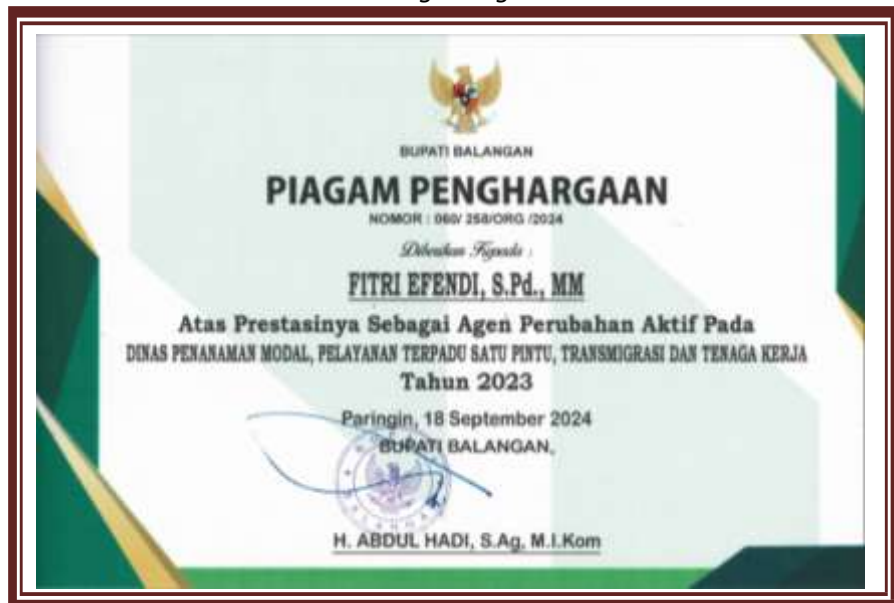 BUPATI BALANGAN
PIAGAM PENGHARGAAN
NOMOR : 060/ 258/ORG /2024
Diberikan Kepada :
FITRI EFENDI, S.Pd., MM
Atas Prestasinya Sebagai Agen Perubahan Aktif Pada
DINAS PENANAMAN MODAL, PELAYANAN TERPADU SATU PINTU, TRANSMIGRASI DAN TENAGA KERJA
Tahun 2023
Paringin, 18 September 2024
BUPATI BALANGAN,
H. ABDUL HADI, S.Ag, M.I.Kom